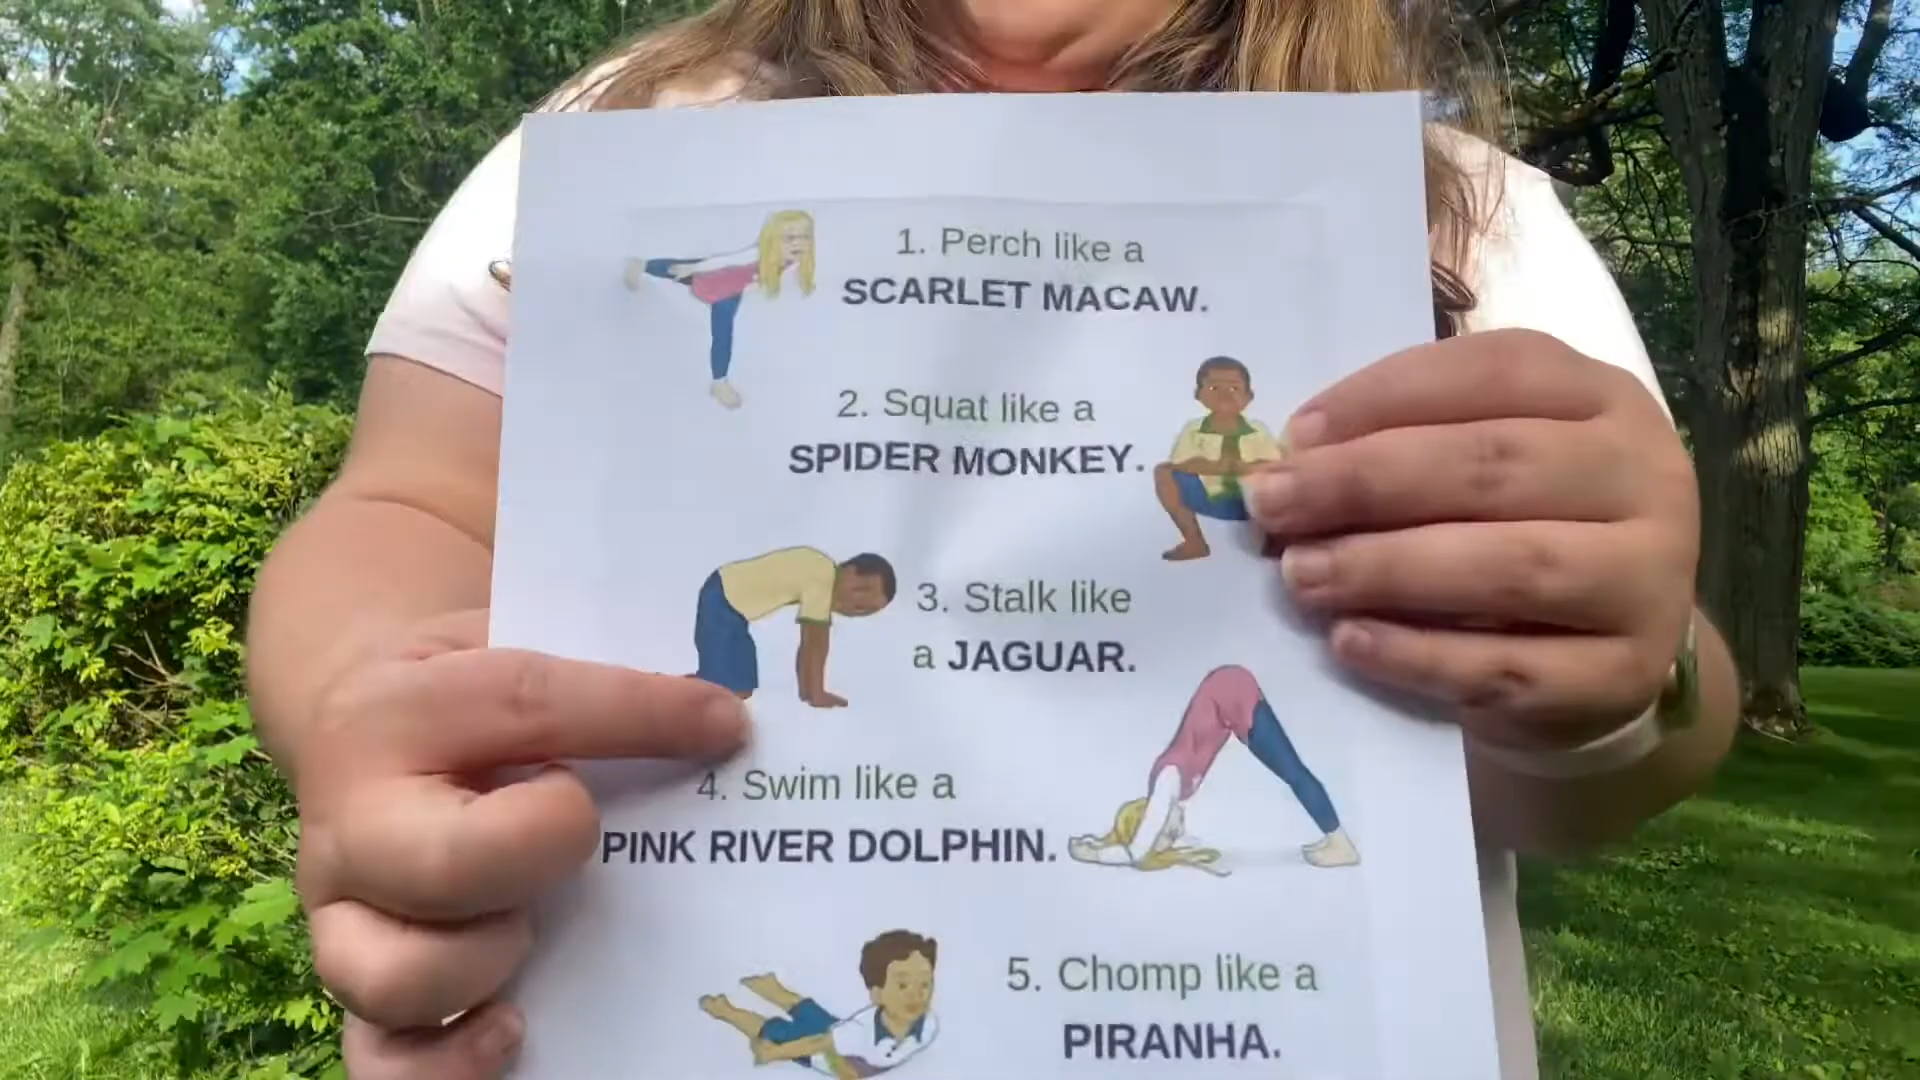 1. Perch like a
SCARLET MACAW.
2. Squat like a
SPIDER MONKEY.
3. Stalk like
a JAGUAR.
4. Swim like a
PINK RIVER DOLPHIN.
5. Chomp like a
PIRANHA.